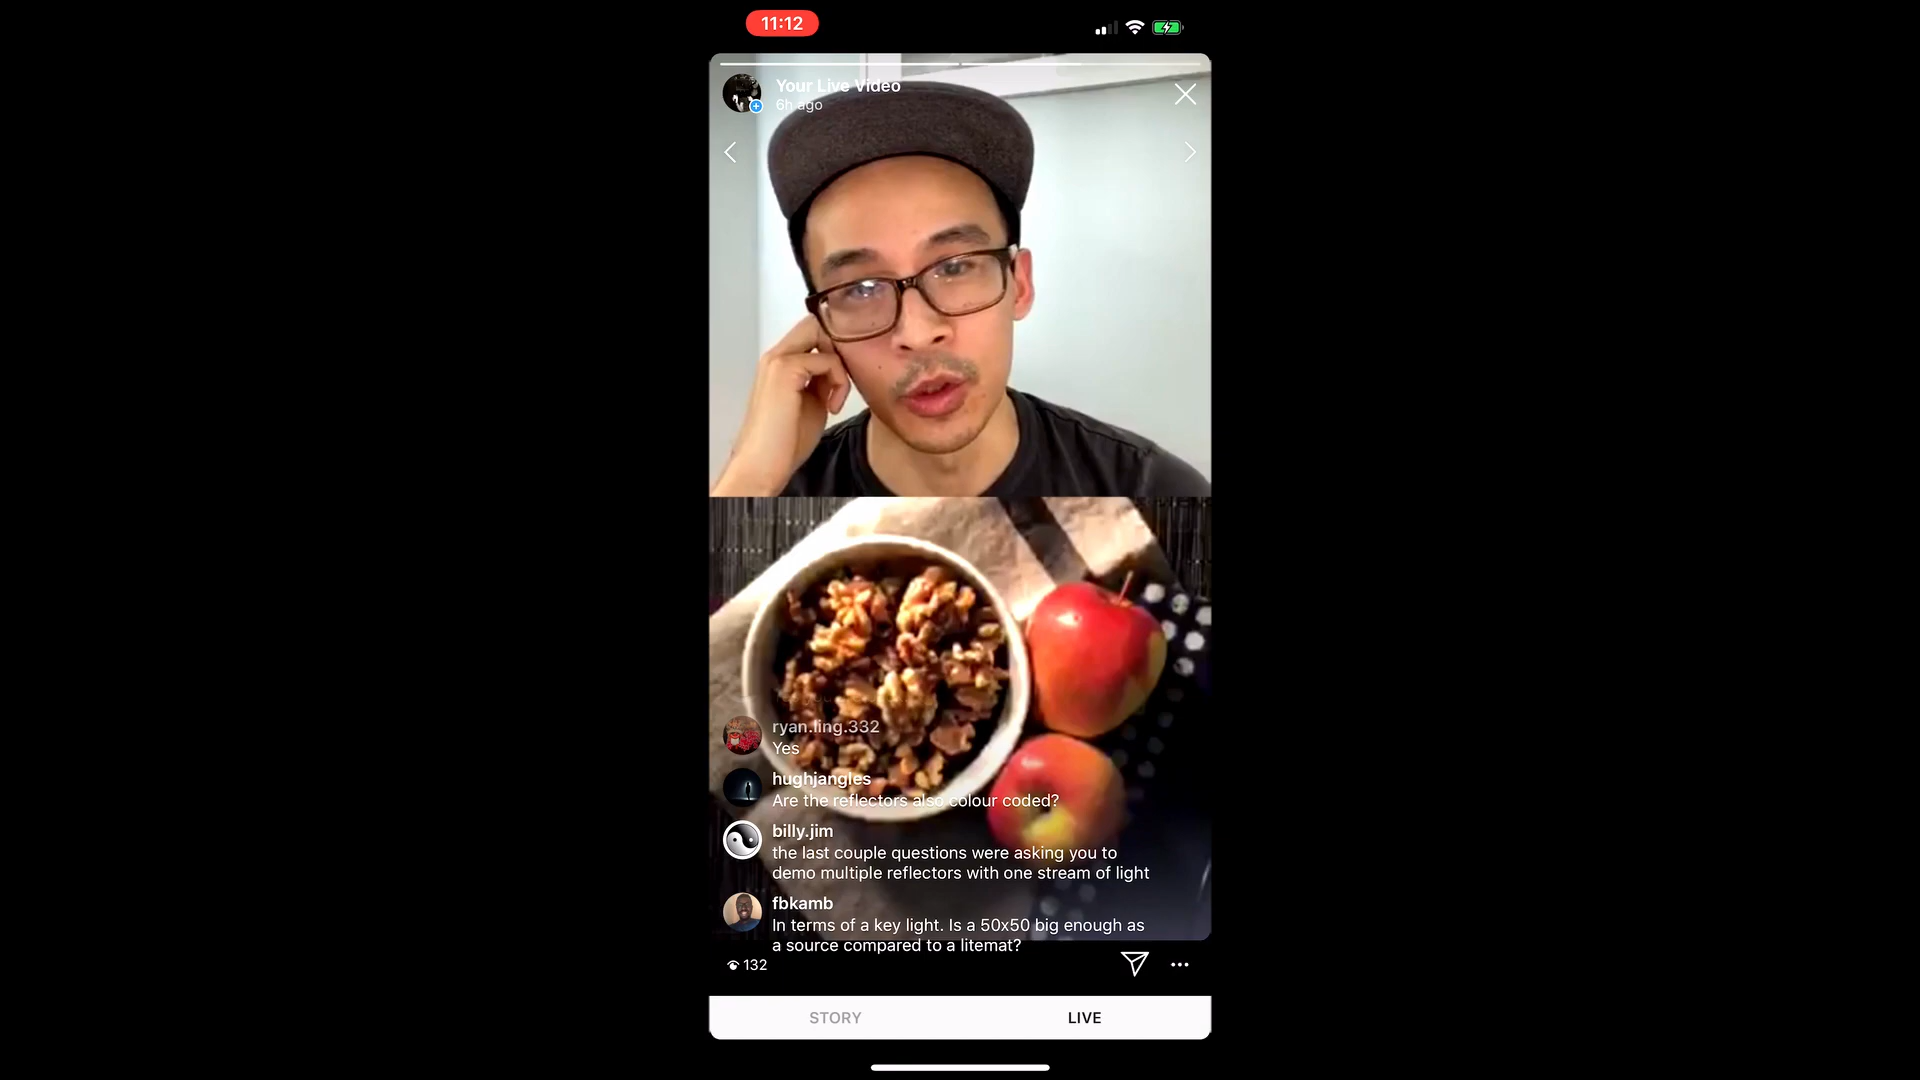 11:12
Your Live Video
6h ago
ryan.ling.332
Yes
hughjangles
Are the reflectors also colour coded?
billy.jim
the last couple questions were asking you to
demo multiple reflectors with one stream of light
fbkamb
In terms of a key light. Is a 50x50 big enough as
a source compared to a litemat?
132
STORY
LIVE